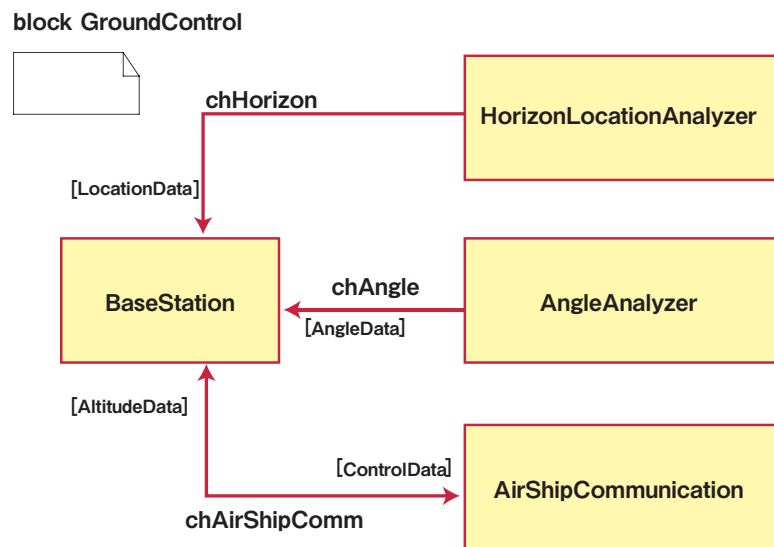 block GroundControl
chHorizon
HorizonLocationAnalyzer
[LocationData]
BaseStation
chAngle
[AngleData]
AngleAnalyzer
[AltitudeData]
[ControlData]
AirShipCommunication
chAirShipComm